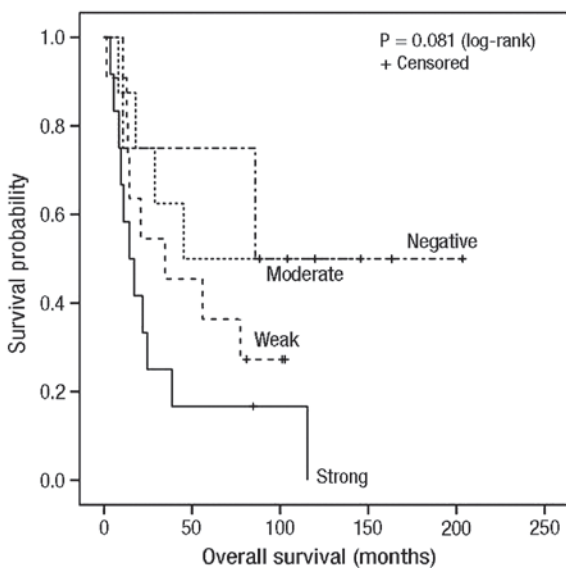 P = 0.081 (log-rank)
+ Censored
Survival probability
1.0
0.8
0.6
0.4
0.2
0.0
Negative
Moderate
Weak
Strong
0 50 100 150 200 250
Overall survival (months)